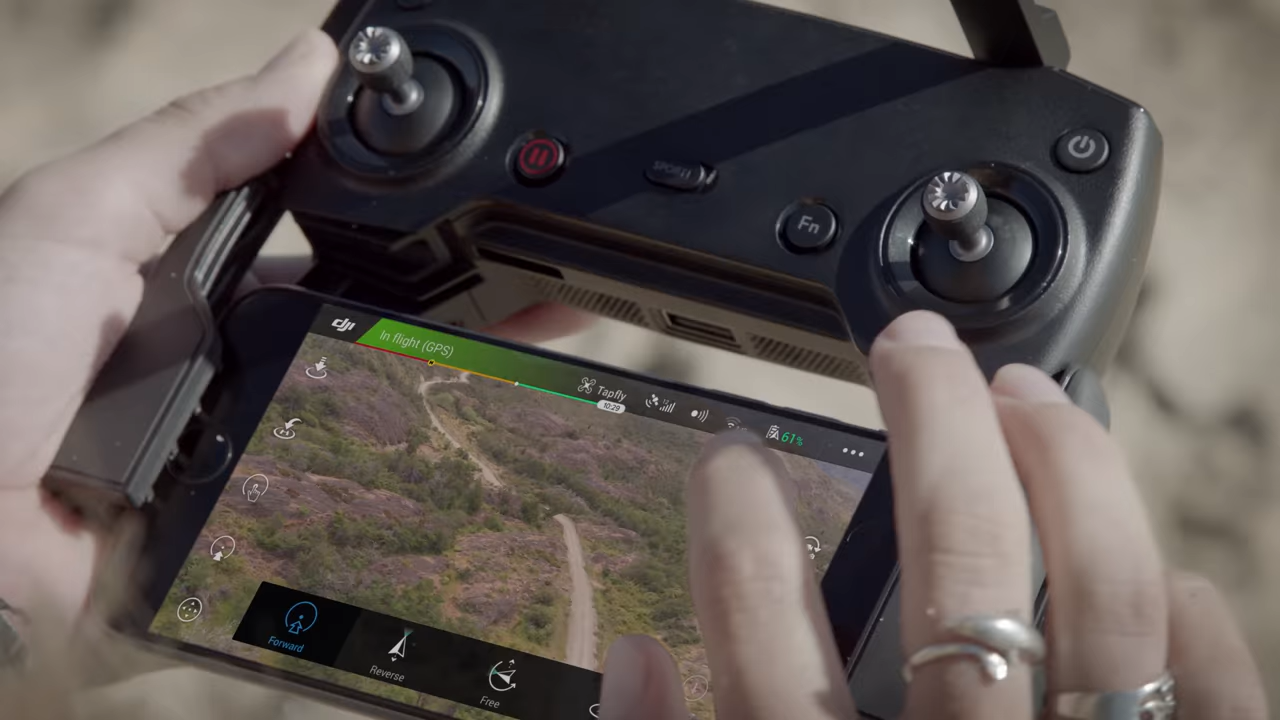 SPORT
Fn
dji
In flight (GPS)
Tapfly
10:29
61%
Forward
Reverse
Free